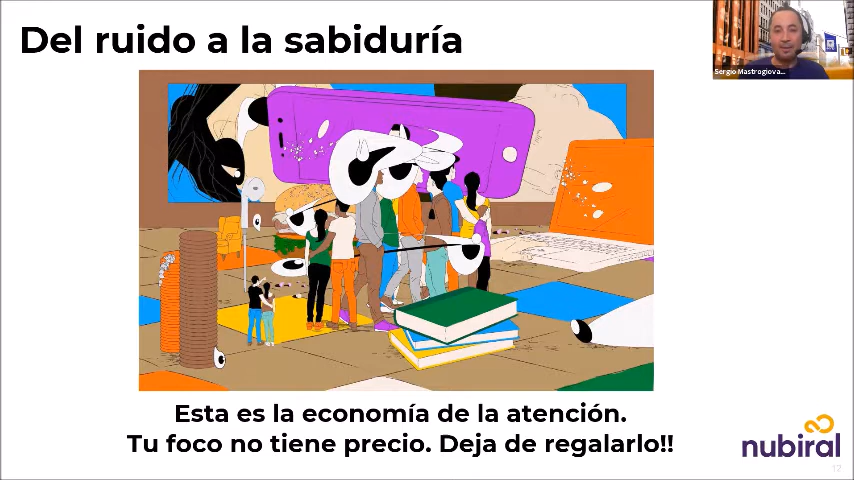 Del ruido a la sabiduría
Sergio Mastrogiova...
Esta es la economía de la atención.
Tu foco no tiene precio. Deja de regalarlo!!
nubiral
12